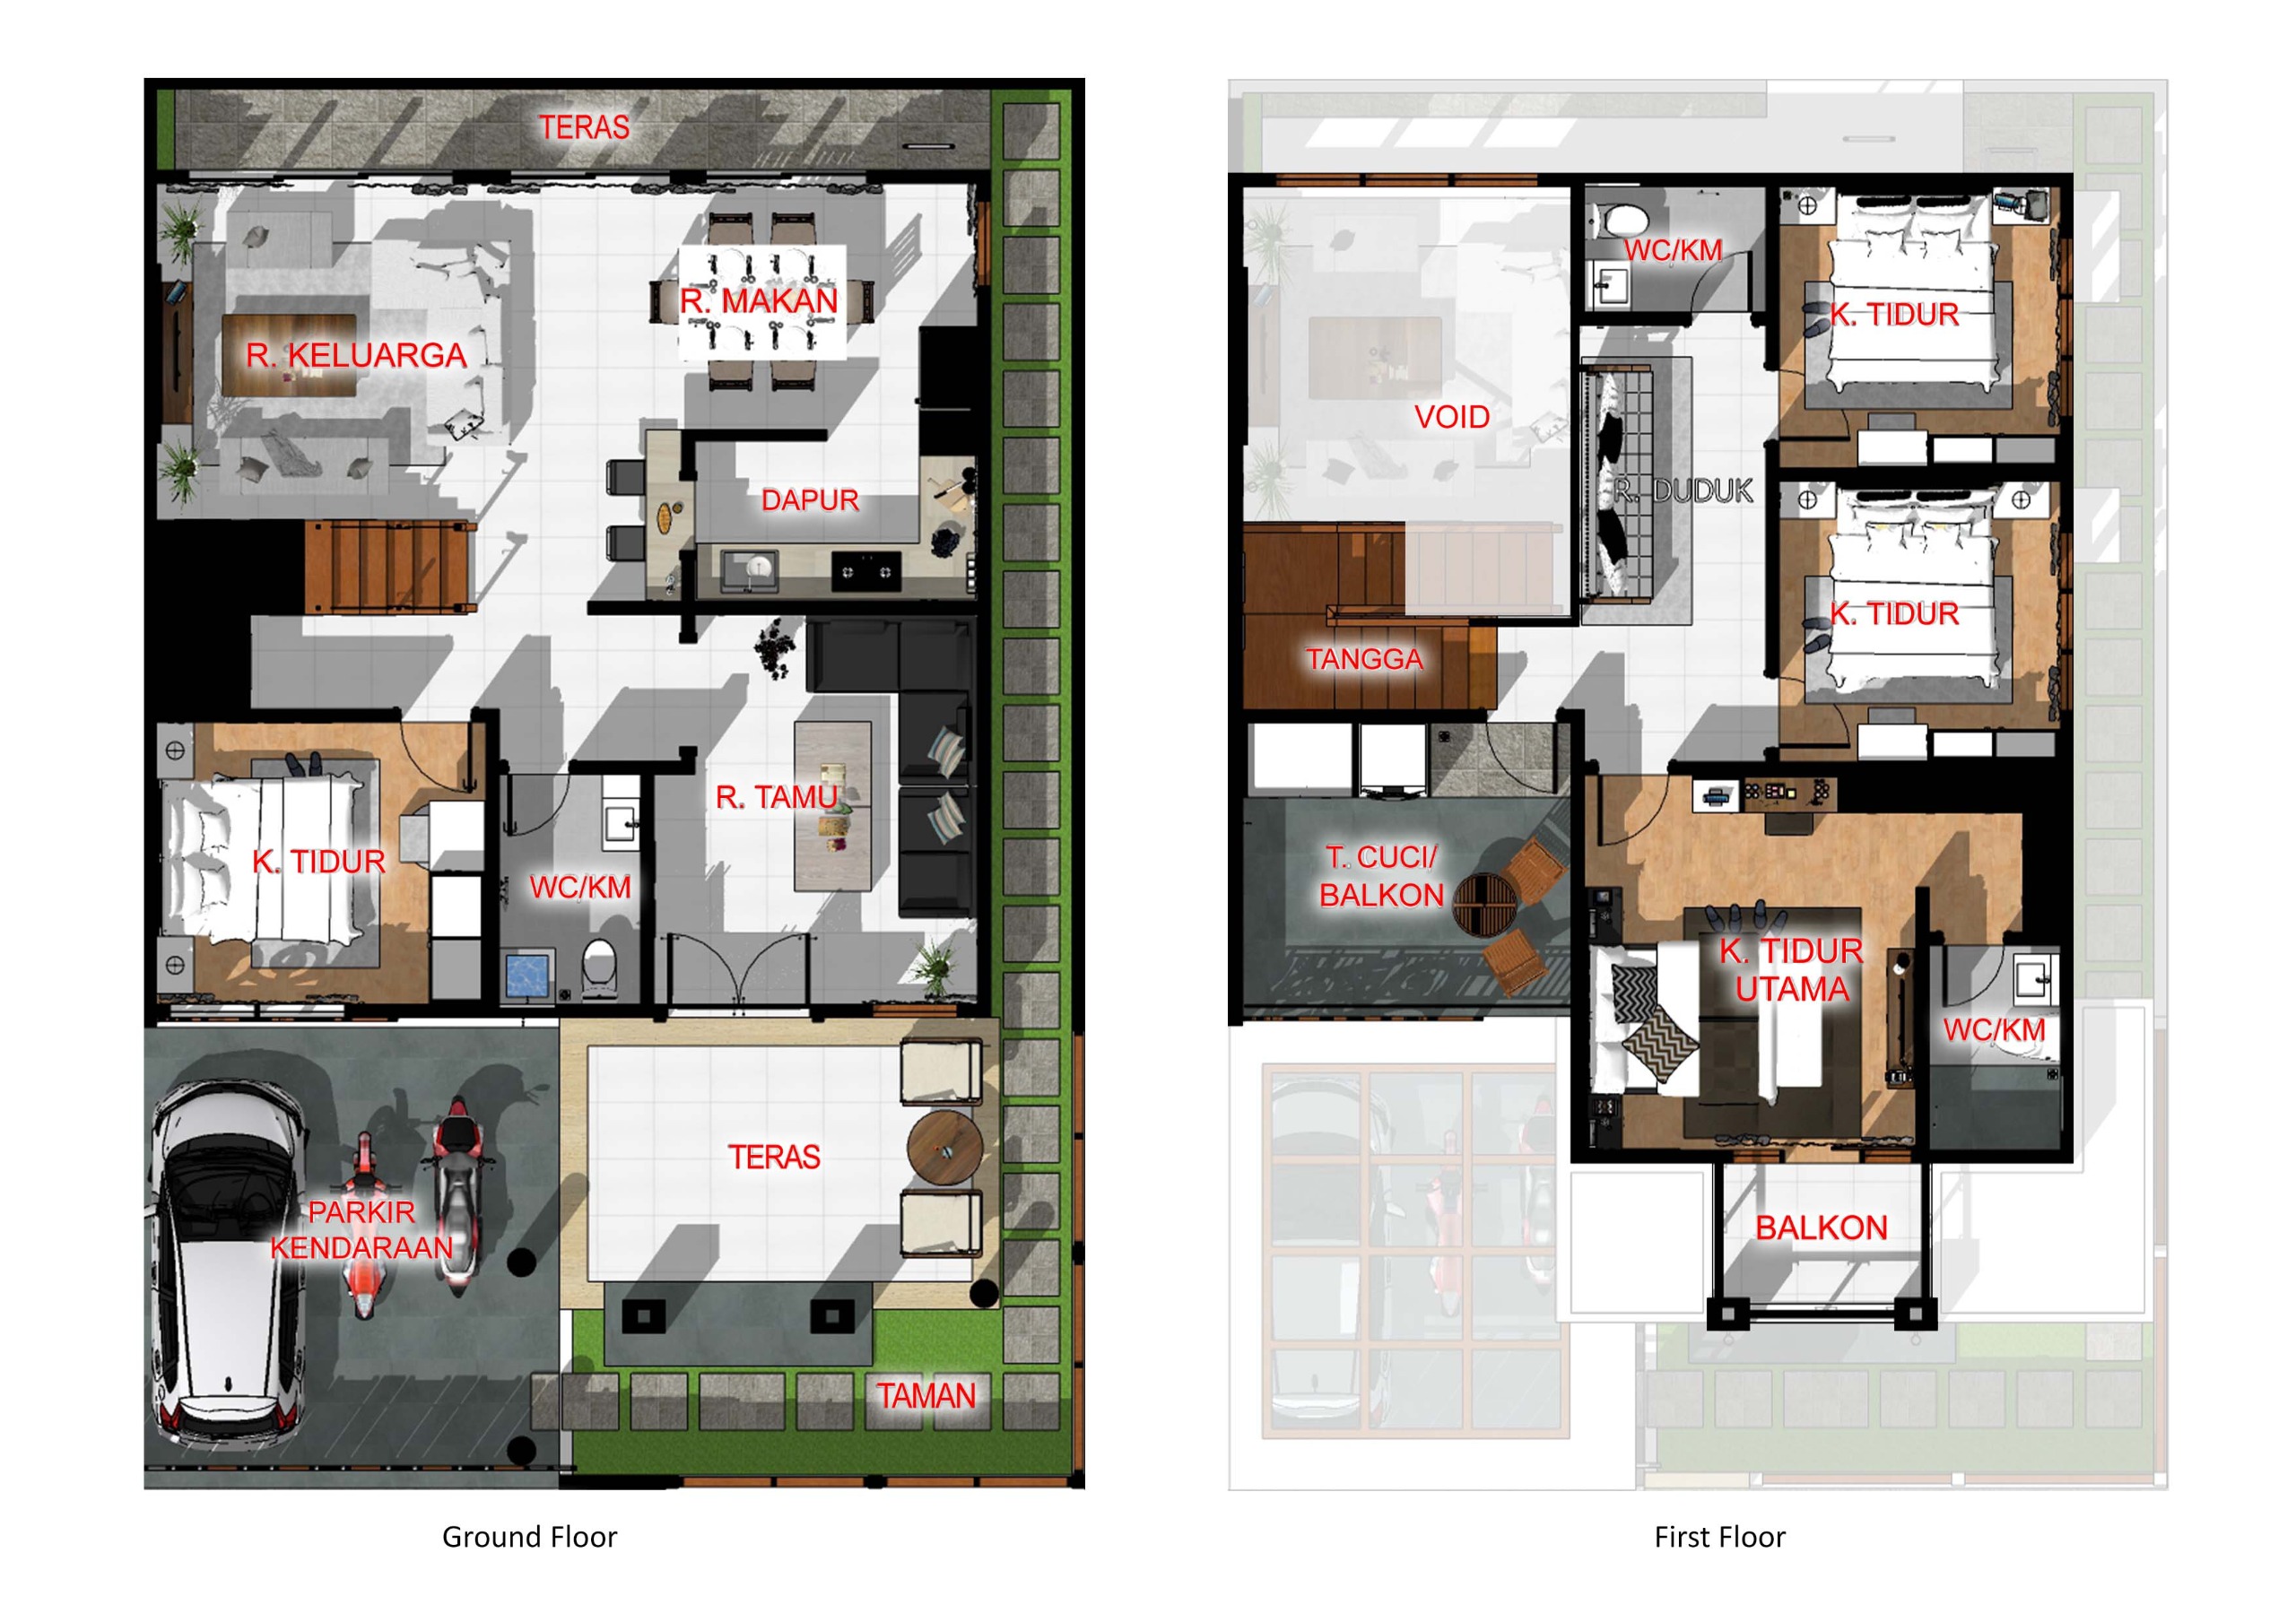 TERAS
R. MAKAN
R. KELUARGA
DAPUR
R. TAMU
K. TIDUR
WC/KM
TERAS
PARKIR
KENDARAAN
TAMAN
Ground Floor
WC/KM
K. TIDUR
VOID
R. DUDUK
K. TIDUR
TANGGA
T. CUCI/
BALKON
K. TIDUR
UTAMA
WC/KM
BALKON
First Floor